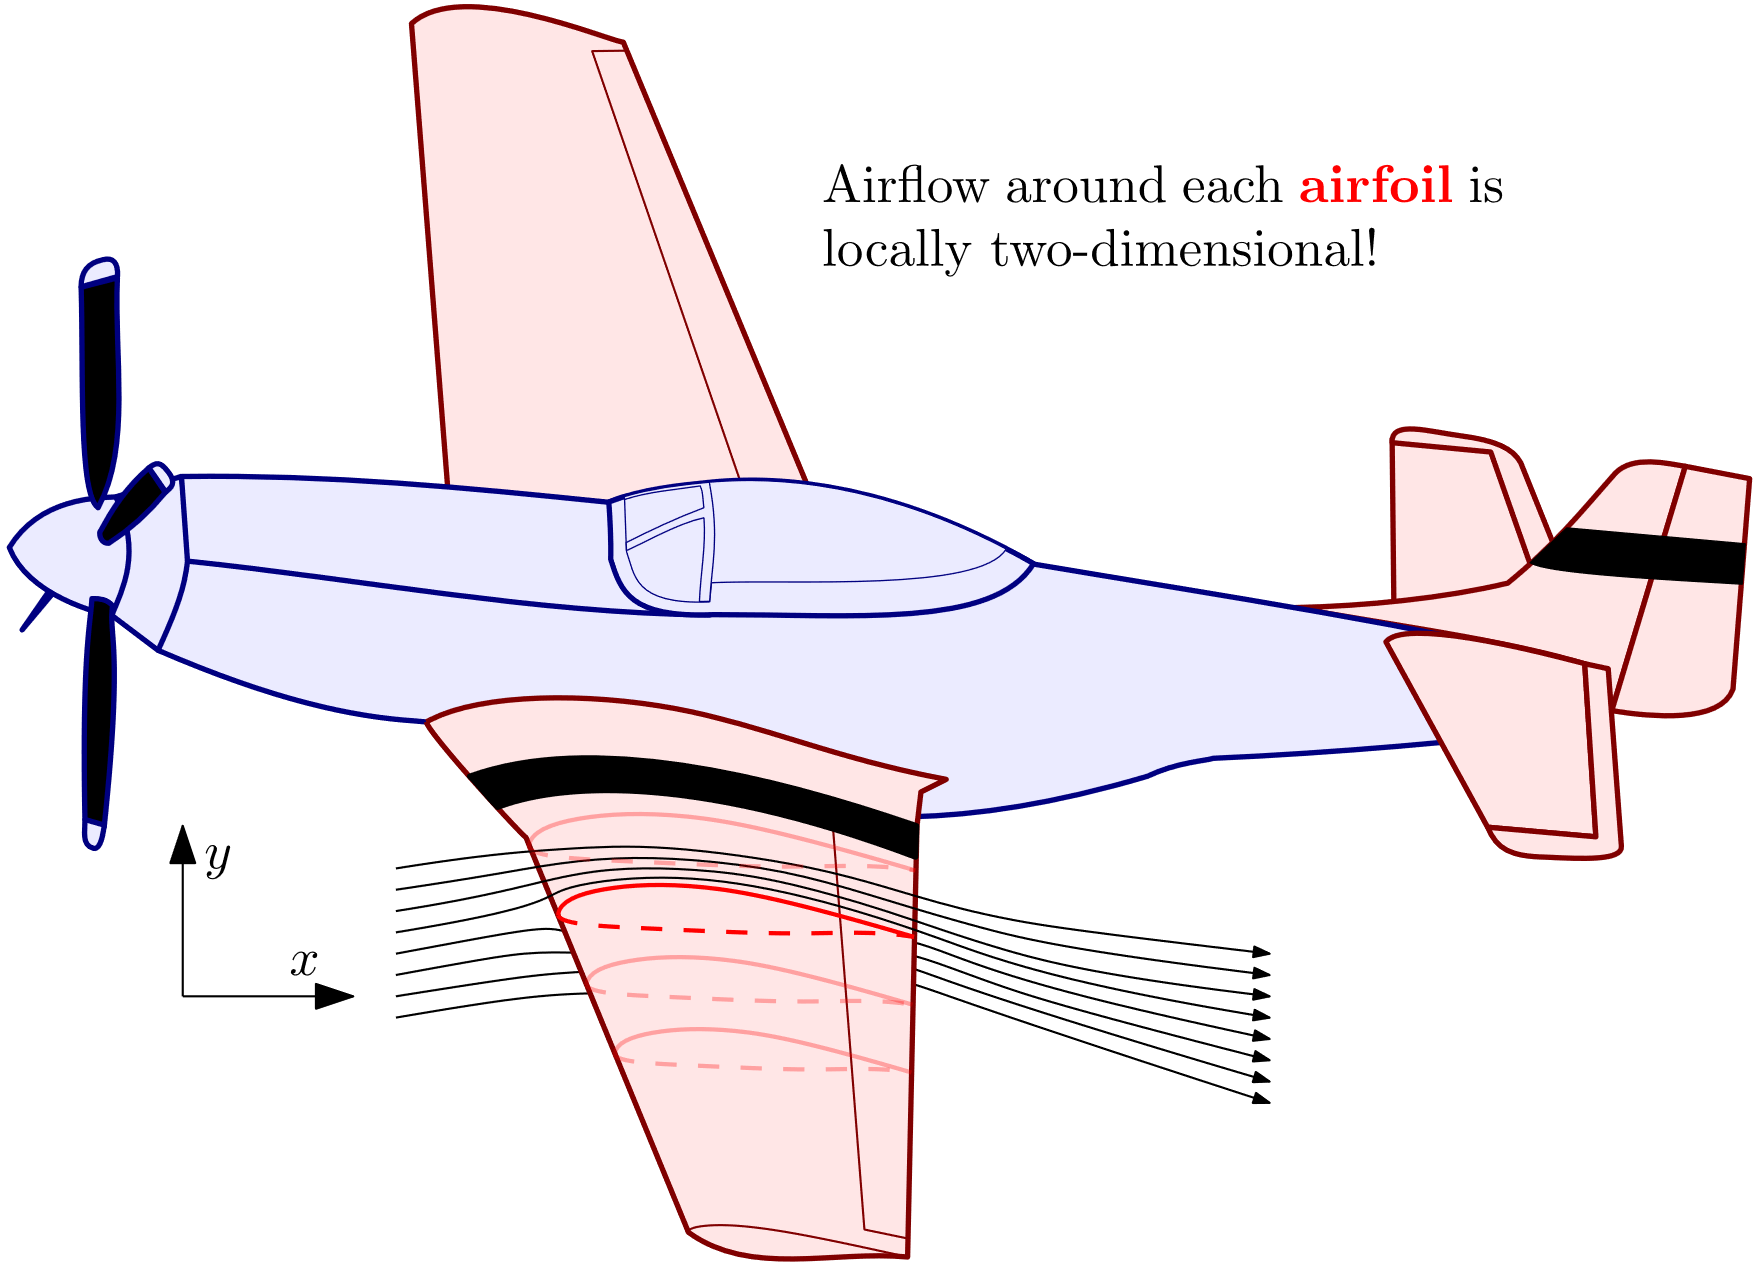 Airflow around each airfoil is
locally two-dimensional!
y
x